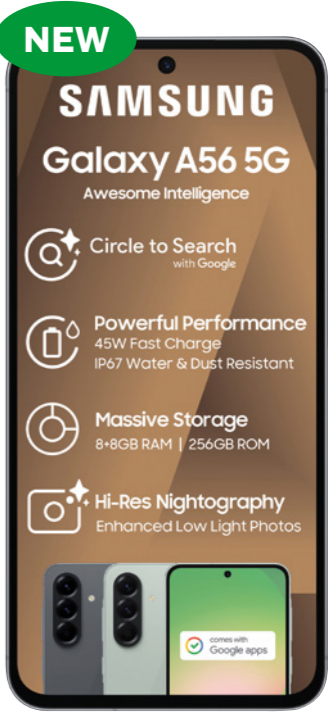 NEW
SAMSUNG
Galaxy A56 5G
Awesome Intelligence
Circle to Search
with Google
Powerful Performance
45W Fast Charge
IP67 Water & Dust Resistant
Massive Storage
8+8GB RAM | 256GB ROM
Hi-Res Nightography
Enhanced Low Light Photos
comes with
Google apps